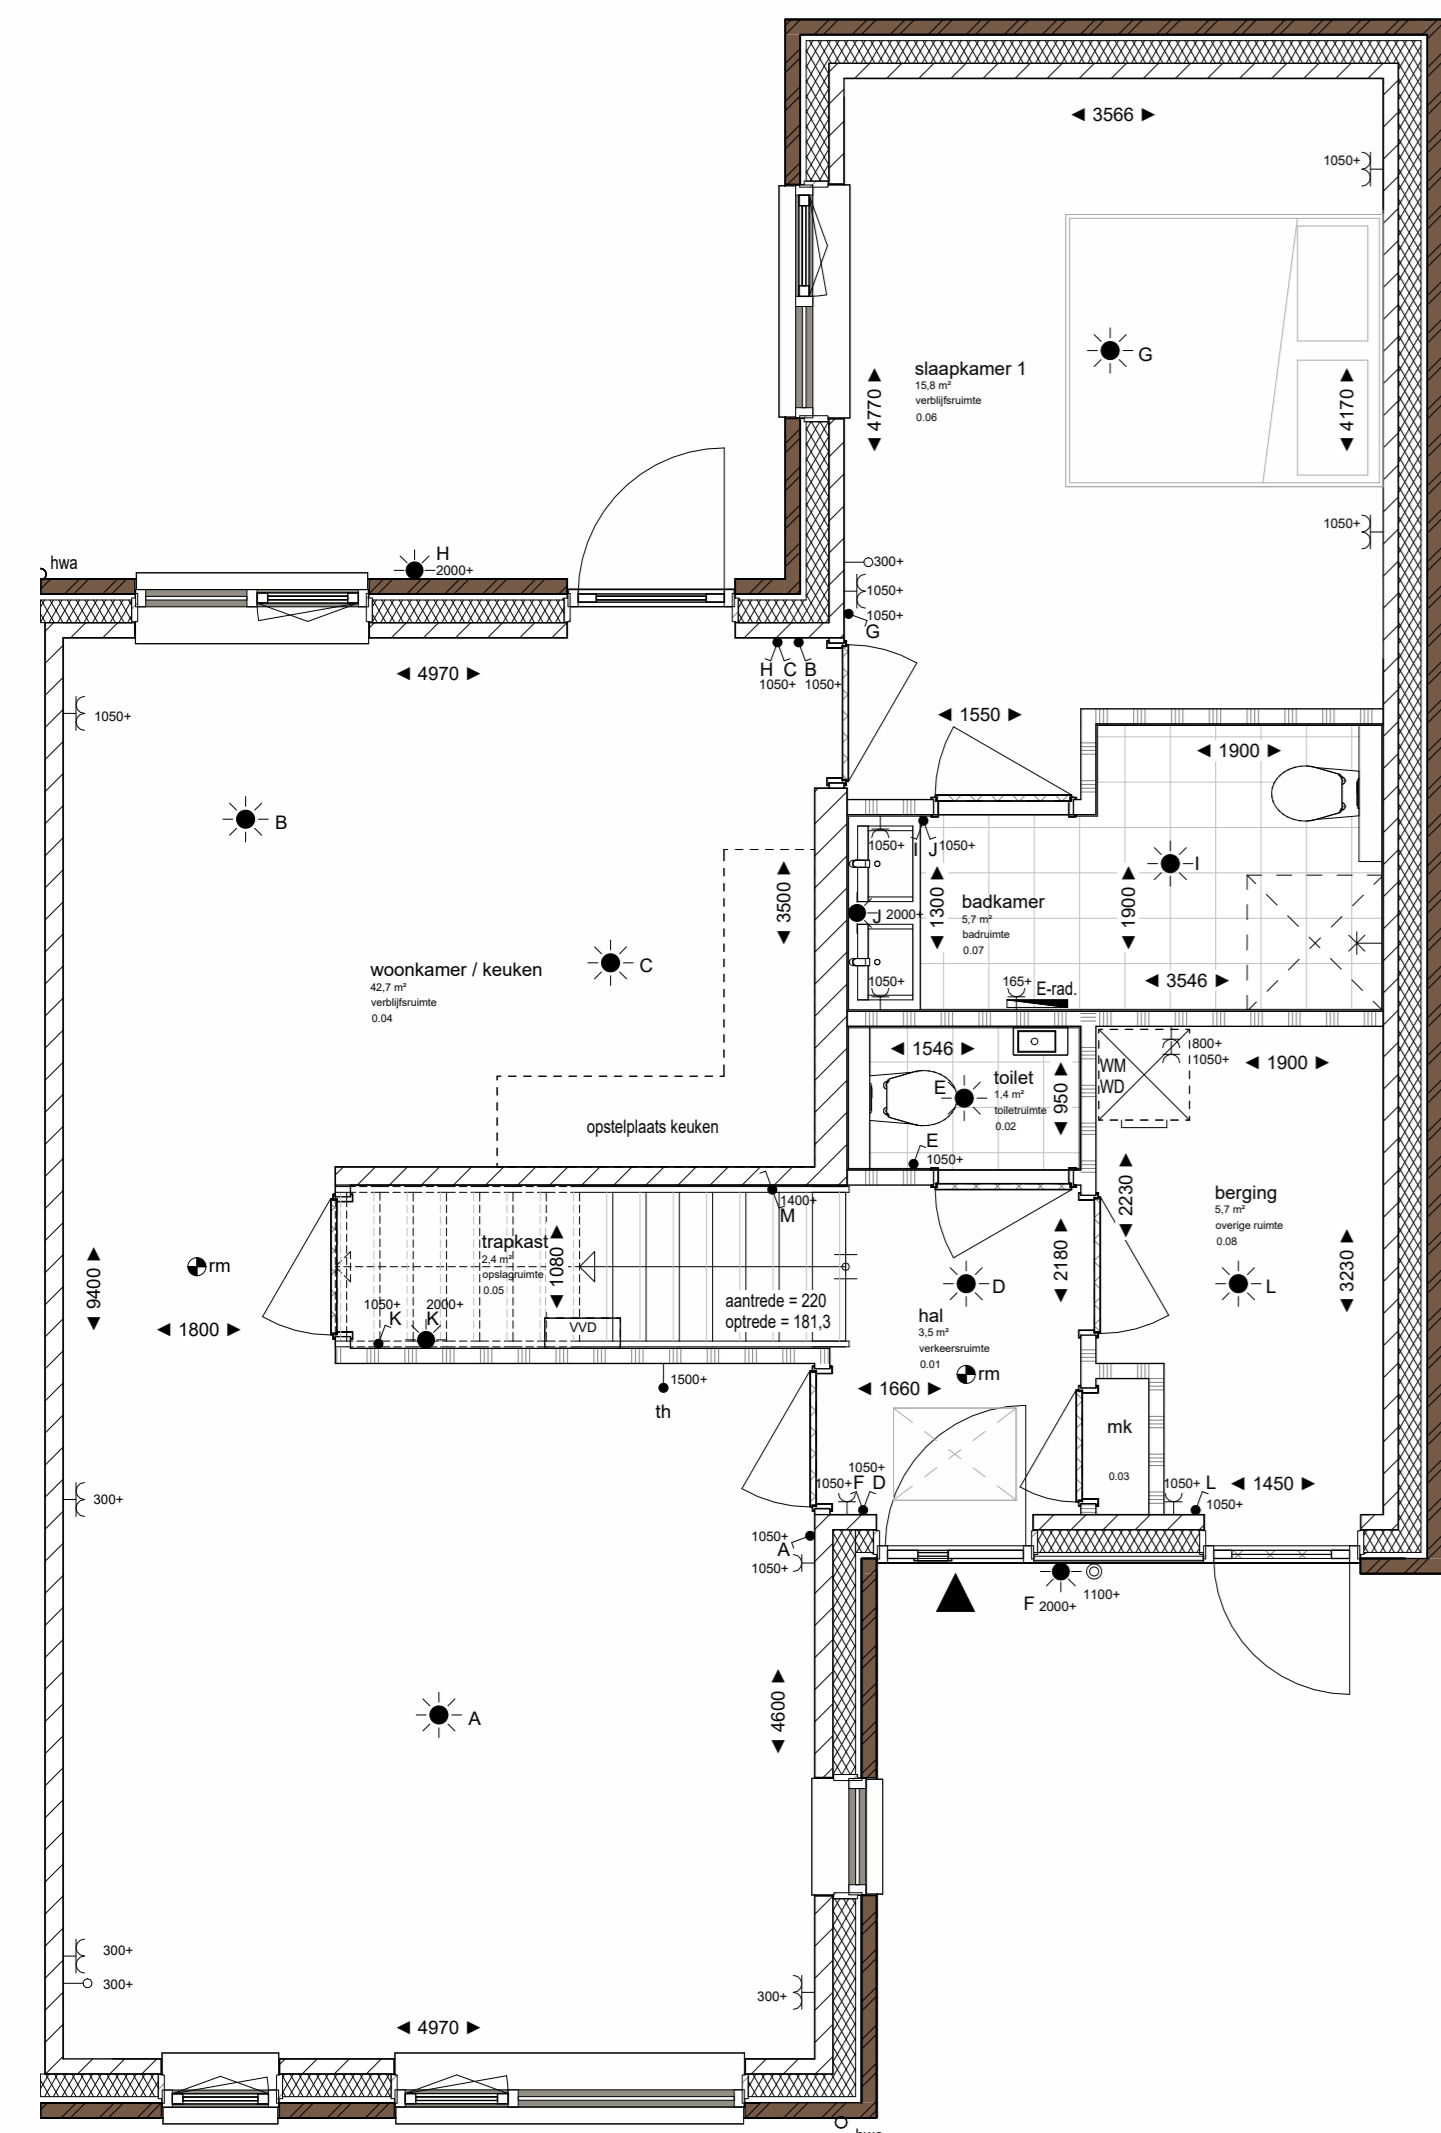 3566
1050+
G
slaapkamer 1
15,8 m²
verblijfsruimte
0.06
4770
4170
1050+
hwa
H
2000+
300+
1050+
1050+
G
4970
H C B
1050+ 1050+
1050+
1550
1900
B
1050+
I J 1050+
I
3500
1300
badkamer
5,7 m²
badruimte
0.07
1900
J 2000+
woonkamer / keuken
42,7 m²
verblijfsruimte
0.04
C
1050+
165+
E-rad.
3546
1546
toilet
1,4 m²
toiletruimte
0.02
E
950
WM
WD
800+
1050+
1900
opstelplaats keuken
E
1050+
2230
berging
5,7 m²
overige ruimte
0.08
1400+
M
trapkast
2,4 m²
opslagruimte
0.05
1080
2180
3230
9400
rm
D
L
1050+
K
2000+
K
VVD
aantrede = 220
optrede = 181,3
hal
3,5 m²
verkeersruimte
0.01
1800
rm
1500+
th
1660
mk
0.03
1050+
1050+ F D
1050+ L
1050+
1450
300+
1050+
A
1050+
F 2000+
1100+
4600
A
300+
300+
300+
4970